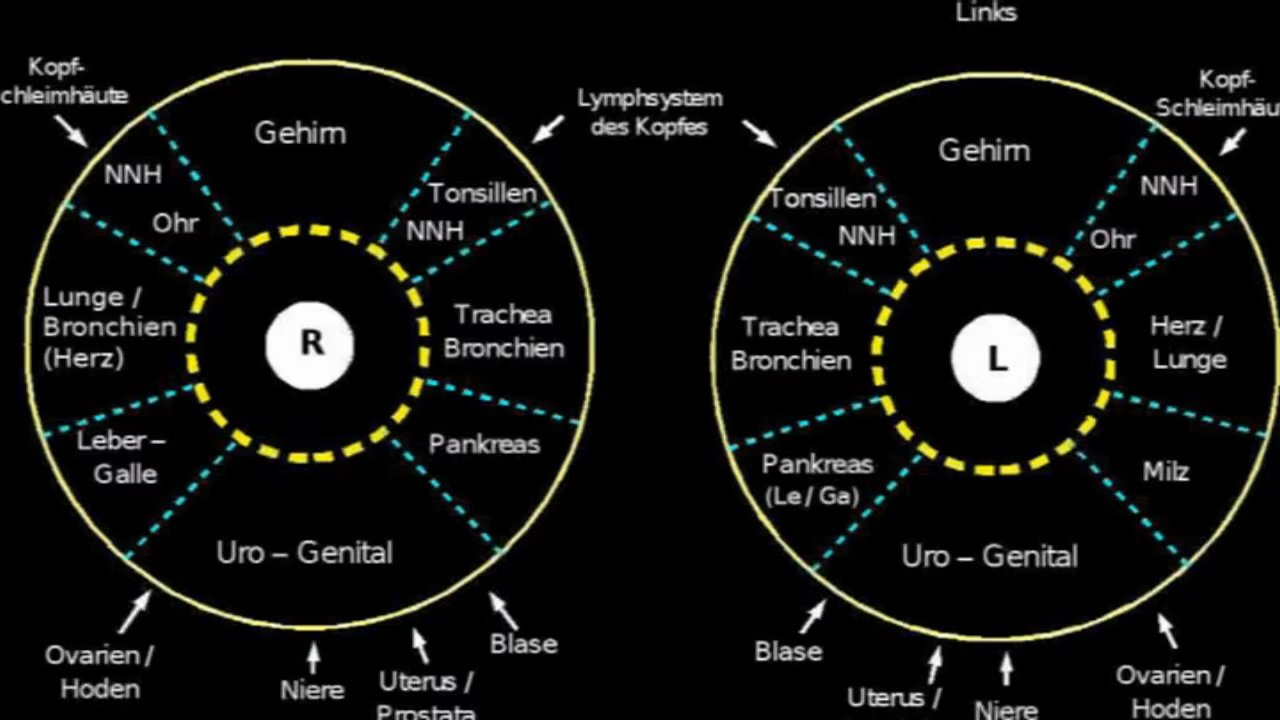 Links
Kopf-
chleimhäute
Gehirn
NNH
Ohr
Tonsillen
NNH
Lunge /
Bronchien
(Herz)
Trachea
Bronchien
R
Leber –
Galle
Pankreas
Uro – Genital
Ovarien /
Hoden
Niere
Uterus /
Prostata
Blase
Lymphsystem
des Kopfes
Kopf-
Schleimhäu
Gehirn
Tonsillen
NNH
NNH
Ohr
Trachea
Bronchien
L
Herz /
Lunge
Pankreas
(Le / Ga)
Milz
Uro – Genital
Blase
Uterus /
Niere
Ovarien /
Hoden